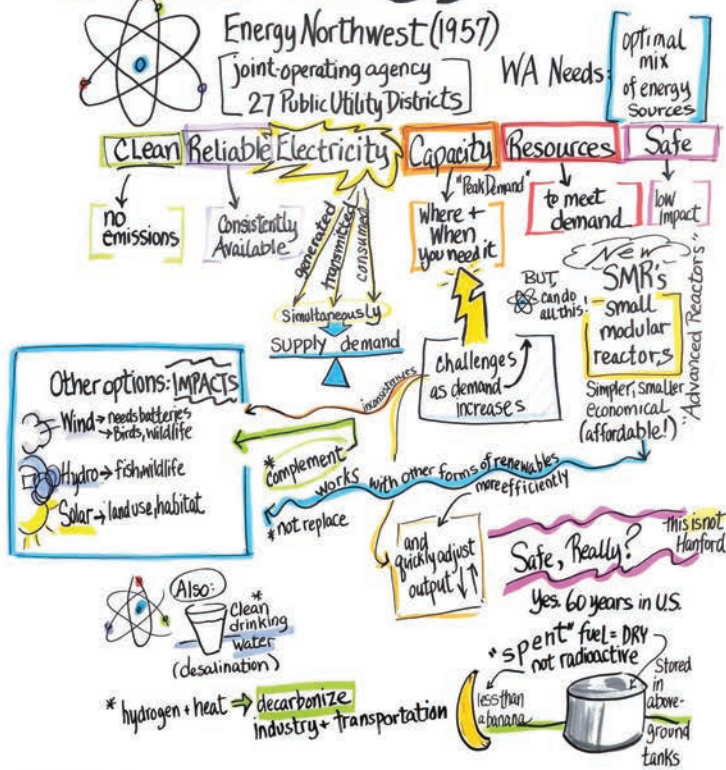 Energy Northwest (1957)
joint-operating agency
27 Public Utility Districts
WA Needs:
optimal
mix
of energy
Sources
CLean Reliable Electricity Capacity Resources Safe
no
emissions
Consistently
Available
generated
transmitted
consumed
Simultaneously
supply demand
"Peak Demand"
Where +
When
you need it
to meet
demand
low
impact
New
SMR's
small
modular
reactors
"Advanced Reactors"
Simpler, smaller
economical
(affordable!)
BUT,
can do
all this!
challenges
as demand
increases
inconsistencies
Other options: IMPACTS
Wind → needs batteries
→ Birds, wildlife
Hydro → fish wildlife
Solar → land use, habitat
* complement
works with other forms of renewables
more efficiently
* not replace
and
quickly adjust
output ↓↑
Safe, Really?
this is not
Hanford
Yes. 60 years in U.S.
"spent" fuel = DRY
not radioactive
less than
a banana
Stored
in
above-
ground
tanks
Also:
*
Clean
drinking
water
(desalination)
* hydrogen + heat ⇒ decarbonize
industry + transportation